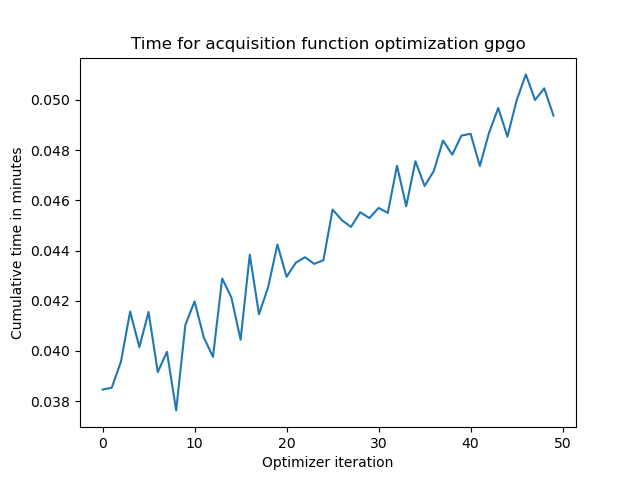 Time for acquisition function optimization gpgo
Cumulative time in minutes
0.050
0.048
0.046
0.044
0.042
0.040
0.038
0 10 20 30 40 50
Optimizer iteration